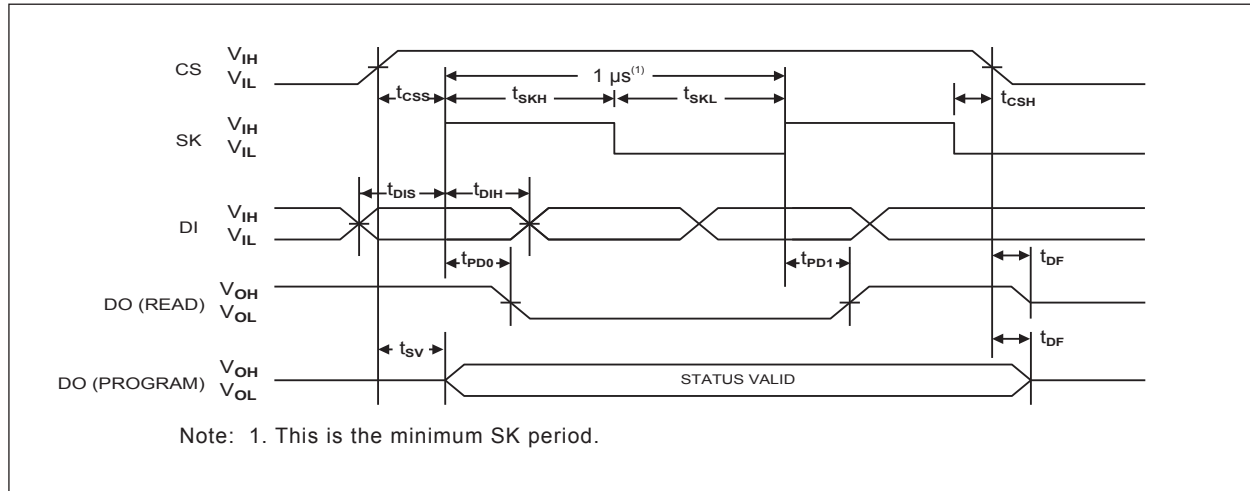 CS
VIH
VIL
1 µs(1)
tCSS
tSKH
tSKL
tCSH
SK
VIH
VIL
tDIS
tDIH
DI
VIH
VIL
tPD0
tPD1
tDF
DO (READ)
VOH
VOL
tSV
tDF
DO (PROGRAM)
VOH
VOL
STATUS VALID
Note: 1. This is the minimum SK period.